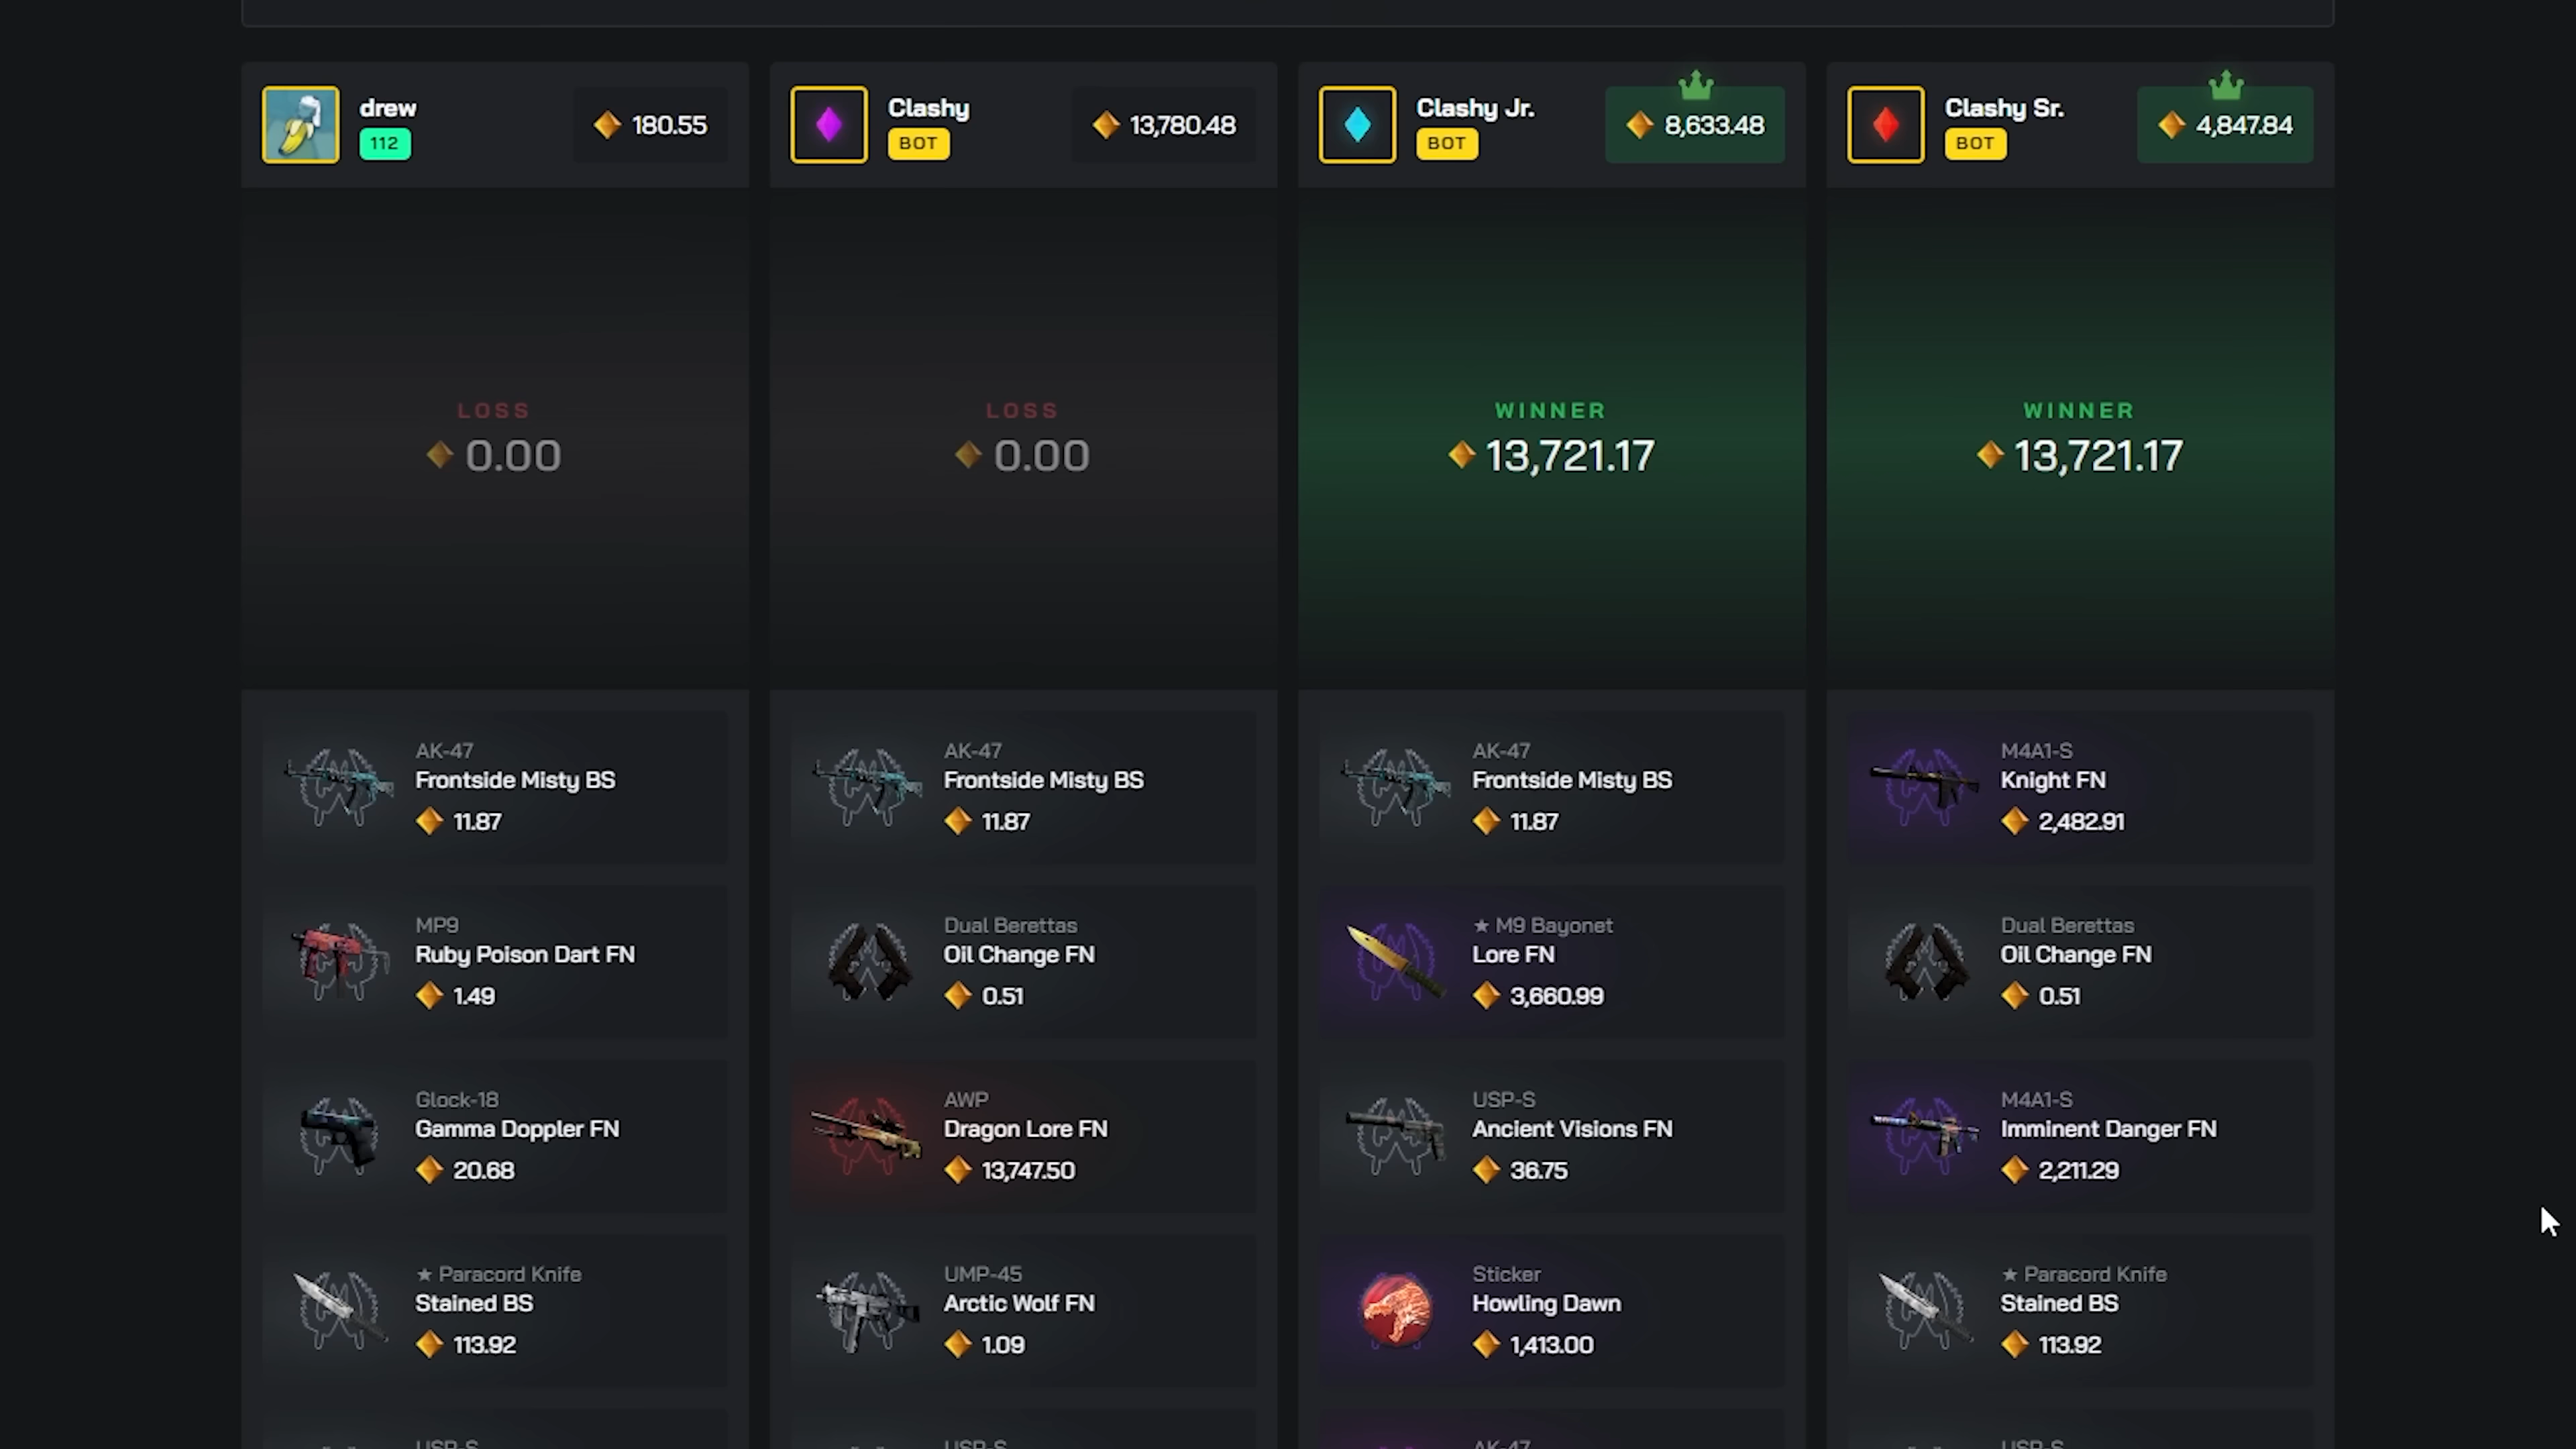 drew
112
180.55
Clashy
BOT
13,780.48
Clashy Jr.
BOT
8,633.48
Clashy Sr.
BOT
4,847.84
LOSS
0.00
LOSS
0.00
WINNER
13,721.17
WINNER
13,721.17
AK-47
Frontside Misty BS
11.87
MP9
Ruby Poison Dart FN
1.49
Glock-18
Gamma Doppler FN
20.68
★ Paracord Knife
Stained BS
113.92
USP-S
AK-47
Frontside Misty BS
11.87
Dual Berettas
Oil Change FN
0.51
AWP
Dragon Lore FN
13,747.50
UMP-45
Arctic Wolf FN
1.09
USP-S
AK-47
Frontside Misty BS
11.87
★ M9 Bayonet
Lore FN
3,660.99
USP-S
Ancient Visions FN
36.75
Sticker
Howling Dawn
1,413.00
AK-47
M4A1-S
Knight FN
2,482.91
Dual Berettas
Oil Change FN
0.51
M4A1-S
Imminent Danger FN
2,211.29
★ Paracord Knife
Stained BS
113.92
USP-S